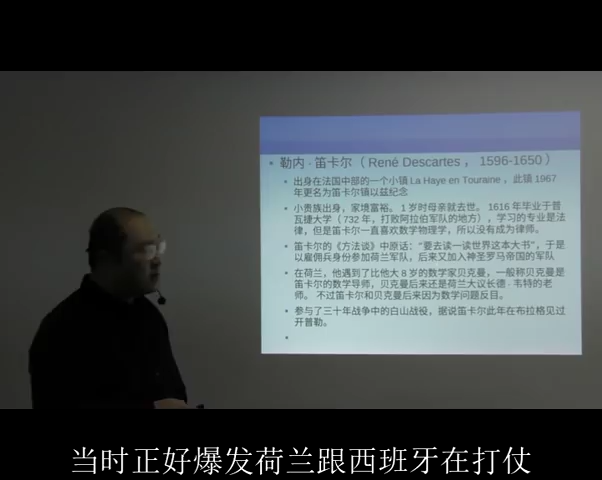 勒内·笛卡尔（ René Descartes ， 1596-1650 ）
出身在法国中部的一个小镇 La Haye en Touraine ，此镇 1967
年更名为笛卡尔镇以兹纪念
小贵族出身，家境富裕。 1 岁时母亲就去世。 1616 年毕业于普
瓦捷大学（ 732 年，打败阿拉伯军队的地方），学习的专业是法
律，但是笛卡尔一直喜欢数学物理学，所以没有成为律师。
笛卡尔的《方法谈》中原话：“要去读一读世界这本大书”，于是
以雇佣兵身份参加荷兰军队，后来又加入神圣罗马帝国的军队
在荷兰，他遇到了比他大 8 岁的数学家贝克曼，一般称贝克曼是
笛卡尔的数学导师，贝克曼后来还是荷兰大议长德·韦特的老
师。 不过笛卡尔和贝克曼后来因为数学问题反目。
参与了三十年战争中的白山战役，据说笛卡尔此年在布拉格见过
开普勒。
当时正好爆发荷兰跟西班牙在打仗